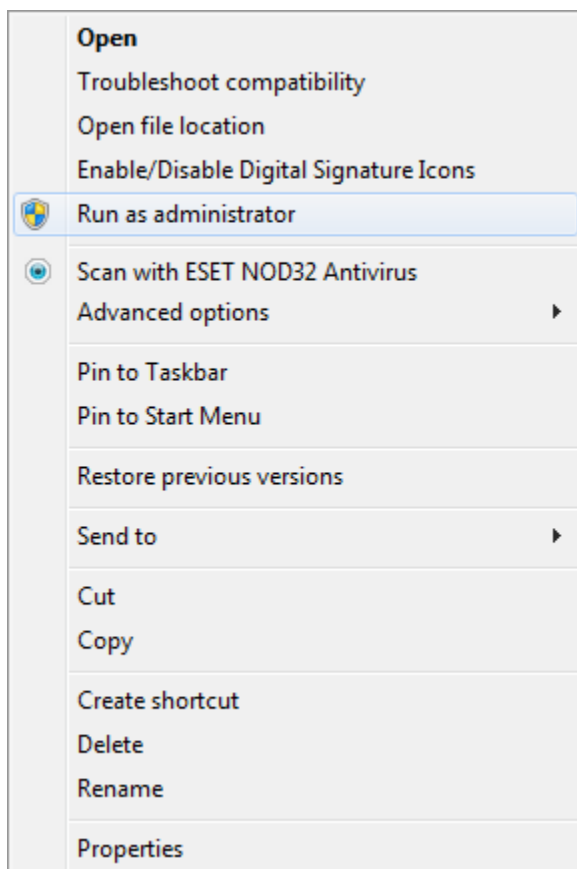 Open
Troubleshoot compatibility
Open file location
Enable/Disable Digital Signature Icons
Run as administrator
Scan with ESET NOD32 Antivirus
Advanced options
Pin to Taskbar
Pin to Start Menu
Restore previous versions
Send to
Cut
Copy
Create shortcut
Delete
Rename
Properties